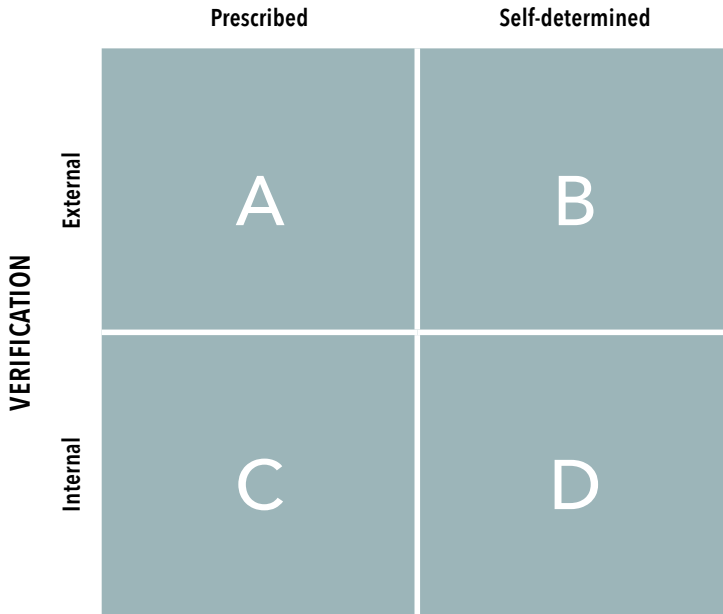 Prescribed Self-determined
External
A B
VERIFICATION
Internal
C D